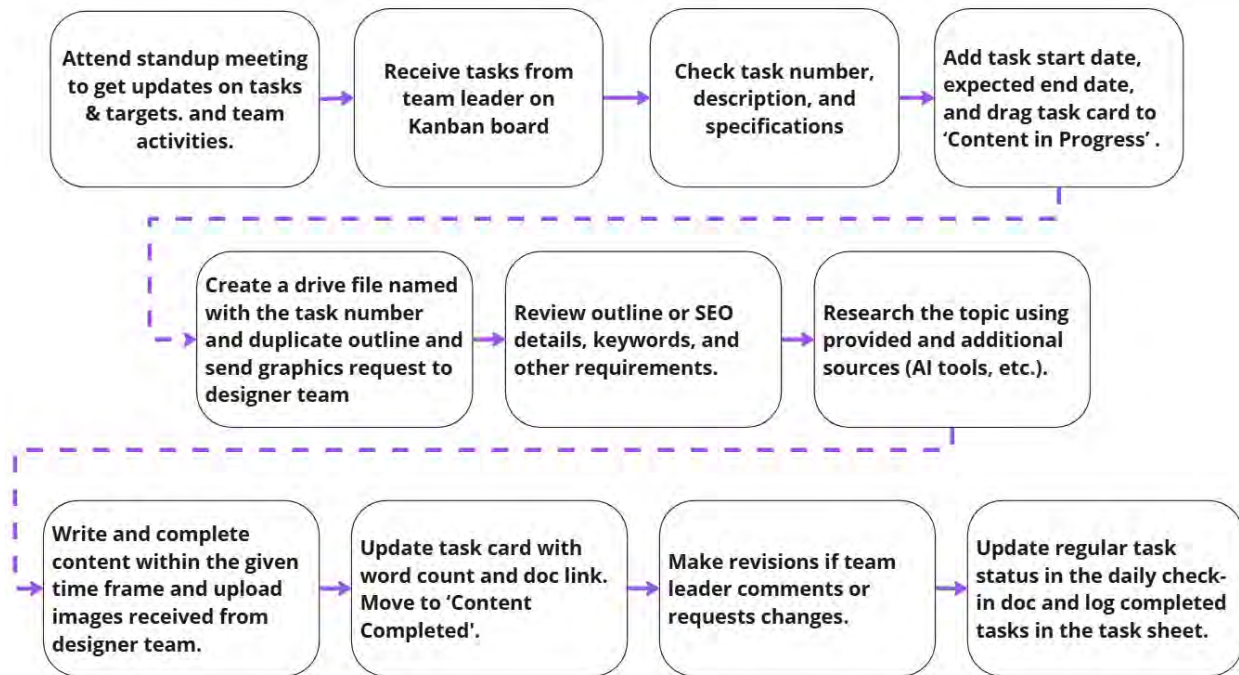 Attend standup meeting
to get updates on tasks
& targets. and team
activities.
Receive tasks from
team leader on
Kanban board
Check task number,
description, and
specifications
Add task start date,
expected end date,
and drag task card to
‘Content in Progress’ .
Create a drive file named
with the task number
and duplicate outline and
send graphics request to
designer team
Review outline or SEO
details, keywords, and
other requirements.
Research the topic using
provided and additional
sources (AI tools, etc.).
Write and complete
content within the given
time frame and upload
images received from
designer team.
Update task card with
word count and doc link.
Move to ‘Content
Completed'.
Make revisions if team
leader comments or
requests changes.
Update regular task
status in the daily check-
in doc and log completed
tasks in the task sheet.